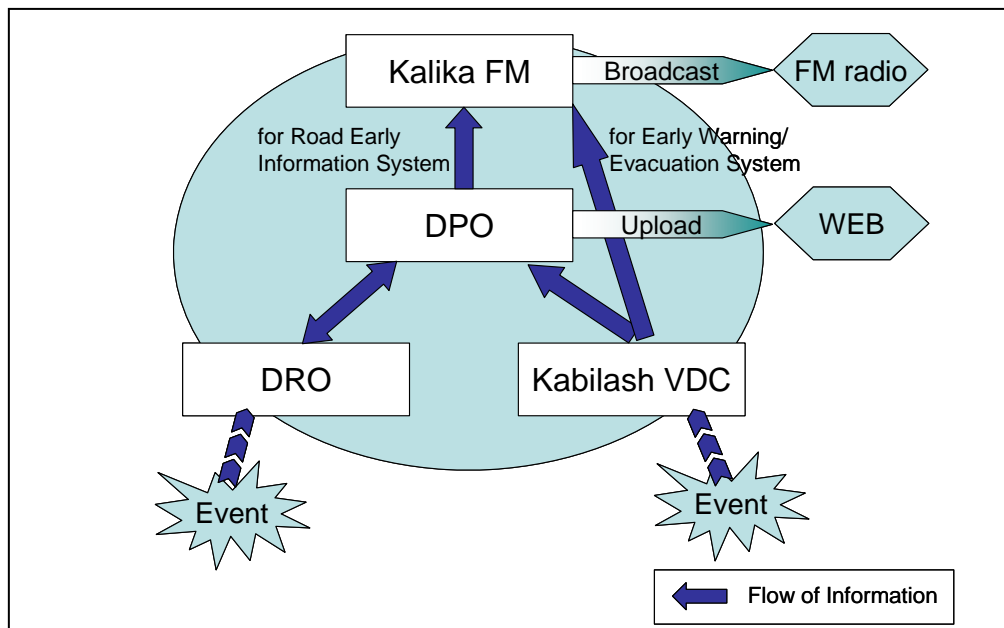 Kalika FM
Broadcast
FM radio
for Road Early
Information System
for Early Warning/
Evacuation System
DPO
Upload
WEB
DRO
Kabilash VDC
Event
Event
Flow of Information